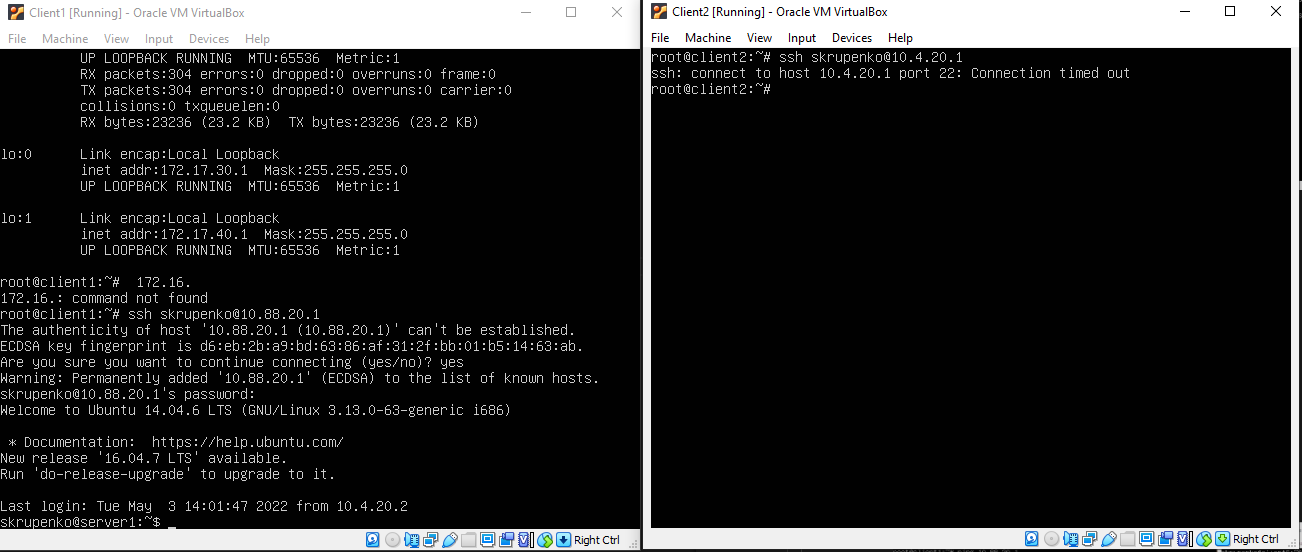 Client1 [Running] - Oracle VM VirtualBox
File Machine View Input Devices Help
UP LOOPBACK RUNNING  MTU:65536  Metric:1
RX packets:304 errors:0 dropped:0 overruns:0 frame:0
TX packets:304 errors:0 dropped:0 overruns:0 carrier:0
collisions:0 txqueuelen:0
RX bytes:23236 (23.2 KB)  TX bytes:23236 (23.2 KB)
lo:0      Link encap:Local Loopback
inet addr:172.17.30.1  Mask:255.255.255.0
UP LOOPBACK RUNNING  MTU:65536  Metric:1
lo:1      Link encap:Local Loopback
inet addr:172.17.40.1  Mask:255.255.255.0
UP LOOPBACK RUNNING  MTU:65536  Metric:1
root@client1:~#  172.16.
172.16.: command not found
root@client1:~# ssh skrupenko@10.88.20.1
The authenticity of host '10.88.20.1 (10.88.20.1)' can't be established.
ECDSA key fingerprint is d6:eb:2b:a9:bd:63:86:af:31:2f:bb:01:b5:14:63:ab.
Are you sure you want to continue connecting (yes/no)? yes
Warning: Permanently added '10.88.20.1' (ECDSA) to the list of known hosts.
skrupenko@10.88.20.1's password:
Welcome to Ubuntu 14.04.6 LTS (GNU/Linux 3.13.0-63-generic i686)
* Documentation:  https://help.ubuntu.com/
New release '16.04.7 LTS' available.
Run 'do-release-upgrade' to upgrade to it.
Last login: Tue May  3 14:01:47 2022 from 10.4.20.2
skrupenko@server1:~$ _
Right Ctrl
Client2 [Running] - Oracle VM VirtualBox
File Machine View Input Devices Help
root@client2:~# ssh skrupenko@10.4.20.1
ssh: connect to host 10.4.20.1 port 22: Connection timed out
root@client2:~#
Right Ctrl